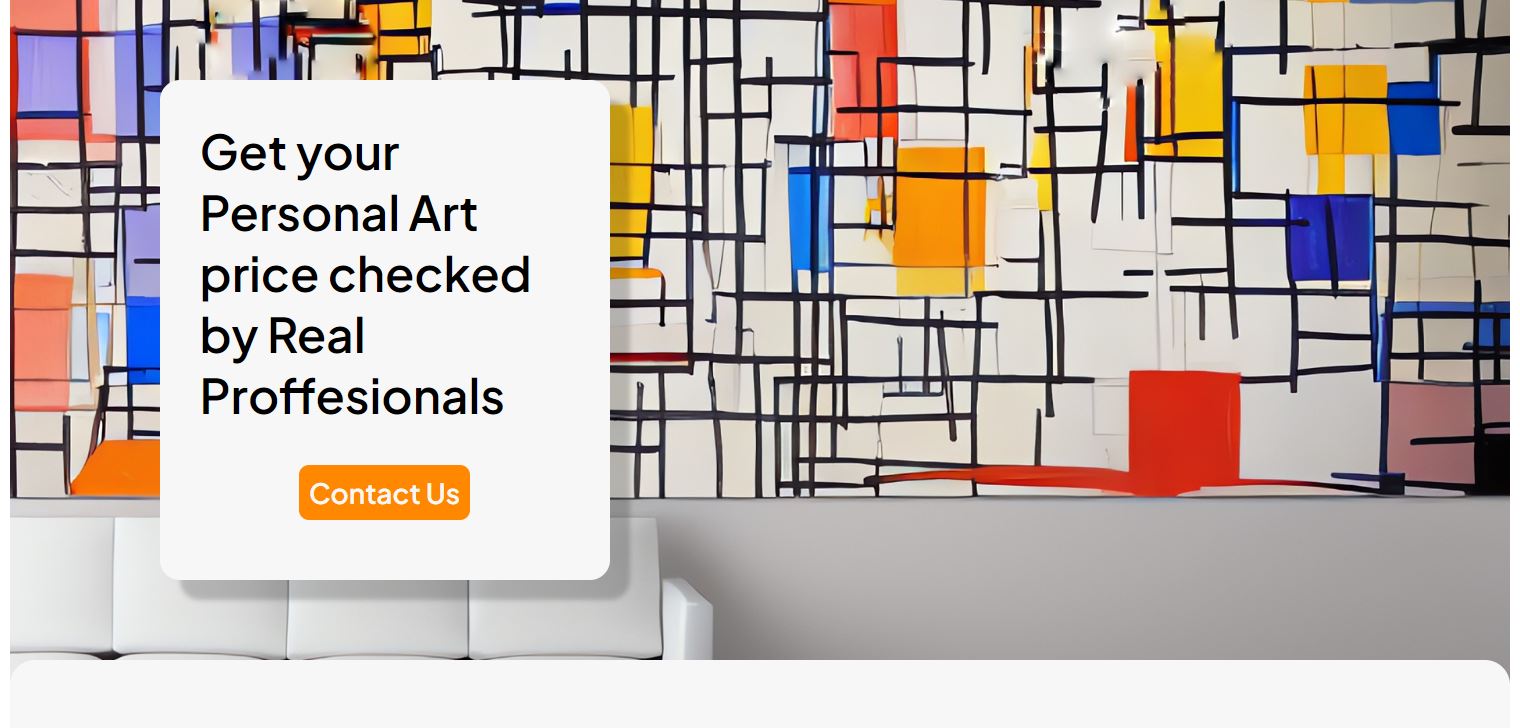 Get your
Personal Art
price checked
by Real
Proffesionals
Contact Us